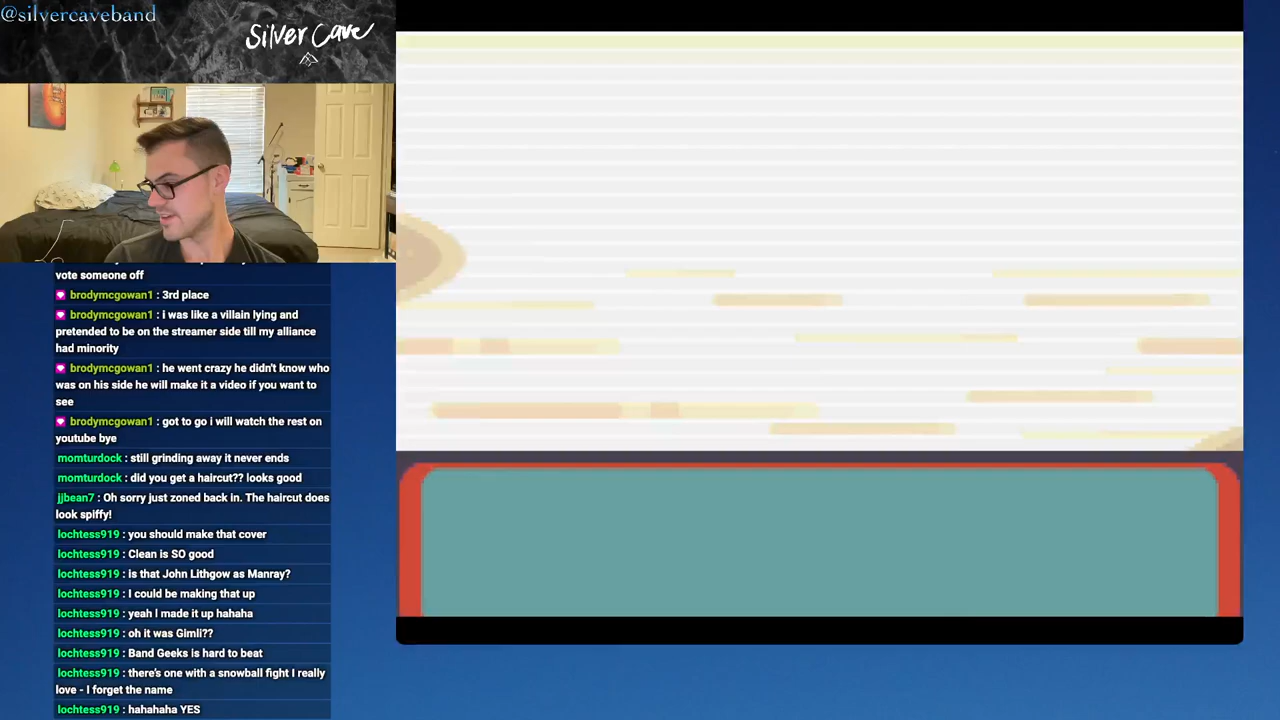 @silvercaveband
Silver Cave
vote someone off
brodymcgowan1 : 3rd place
brodymcgowan1 : i was like a villain lying and
pretended to be on the streamer side till my alliance
had minority
brodymcgowan1 : he went crazy he didn't know who
was on his side he will make it a video if you want to
see
brodymcgowan1 : got to go i will watch the rest on
youtube bye
momturdock : still grinding away it never ends
momturdock : did you get a haircut?? looks good
jjbean7 : Oh sorry just zoned back in. The haircut does
look spiffy!
lochtess919 : you should make that cover
lochtess919 : Clean is SO good
lochtess919 : is that John Lithgow as Manray?
lochtess919 : I could be making that up
lochtess919 : yeah I made it up hahaha
lochtess919 : oh it was Gimli??
lochtess919 : Band Geeks is hard to beat
lochtess919 : there's one with a snowball fight I really
love - I forget the name
lochtess919 : hahahaha YES